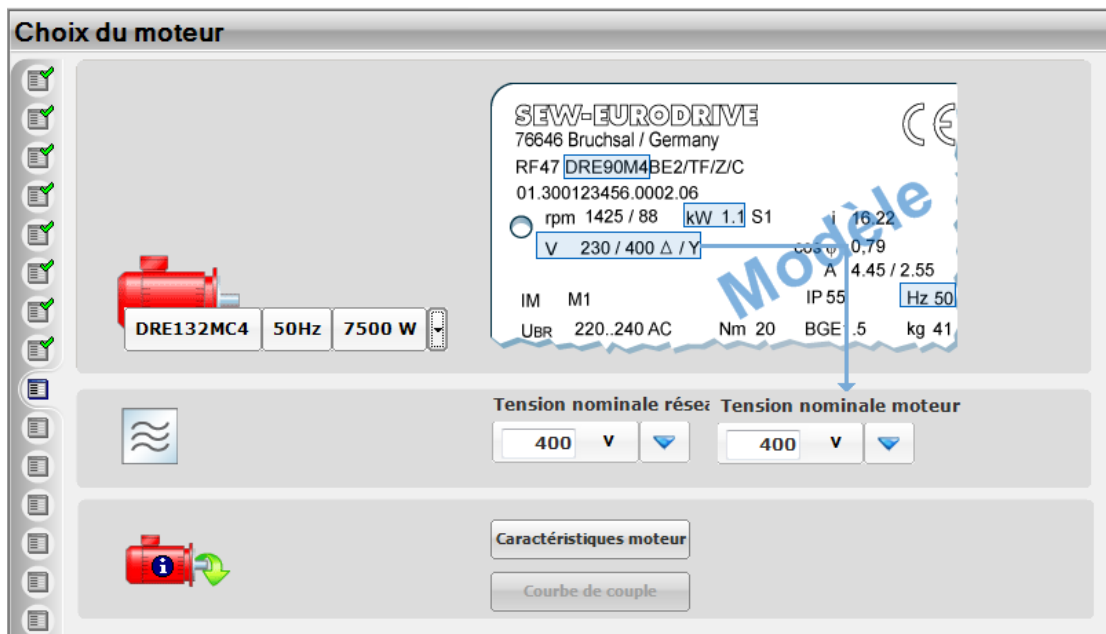 Choix du moteur
SEW-EURODRIVE
76646 Bruchsal / Germany
RF47 DRE90M4BE2/TF/Z/C
01.300123456.0002.06
rpm 1425 / 88 kW 1.1 S1 i 16.22
V 230 / 400 Δ / Y cos φ 0,79
A 4.45 / 2.55
IM M1 IP 55 Hz 50
UBR 220..240 AC Nm 20 BGE1.5 kg 41
Modèle
DRE132MC4 50Hz 7500 W
Tension nominale résea Tension nominale moteur
400 V 400 V
Caractéristiques moteur
Courbe de couple